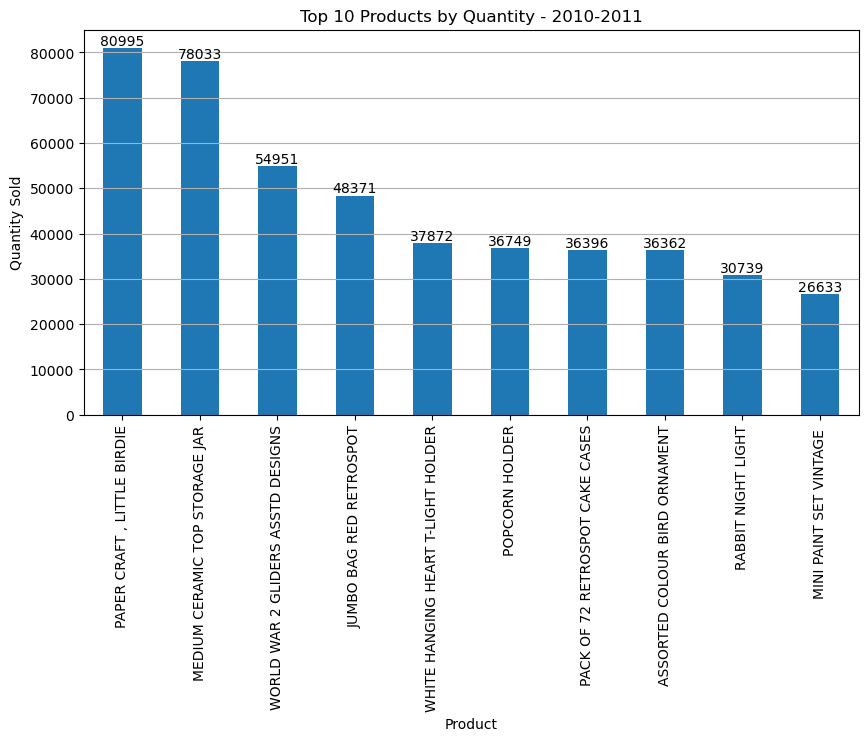 Top 10 Products by Quantity - 2010-2011
Quantity Sold
80000
70000
60000
50000
40000
30000
20000
10000
0
80995
78033
54951
48371
37872
36749
36396
36362
30739
26633
PAPER CRAFT , LITTLE BIRDIE
MEDIUM CERAMIC TOP STORAGE JAR
WORLD WAR 2 GLIDERS ASSTD DESIGNS
JUMBO BAG RED RETROSPOT
WHITE HANGING HEART T-LIGHT HOLDER
POPCORN HOLDER
PACK OF 72 RETROSPOT CAKE CASES
ASSORTED COLOUR BIRD ORNAMENT
RABBIT NIGHT LIGHT
MINI PAINT SET VINTAGE
Product